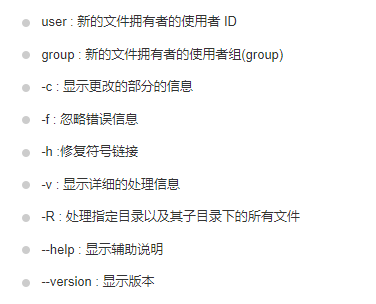 user : 新的文件拥有者的使用者 ID
group : 新的文件拥有者的使用者组(group)
-c : 显示更改的部分的信息
-f : 忽略错误信息
-h :修复符号链接
-v : 显示详细的处理信息
-R : 处理指定目录以及其子目录下的所有文件
--help : 显示辅助说明
--version : 显示版本